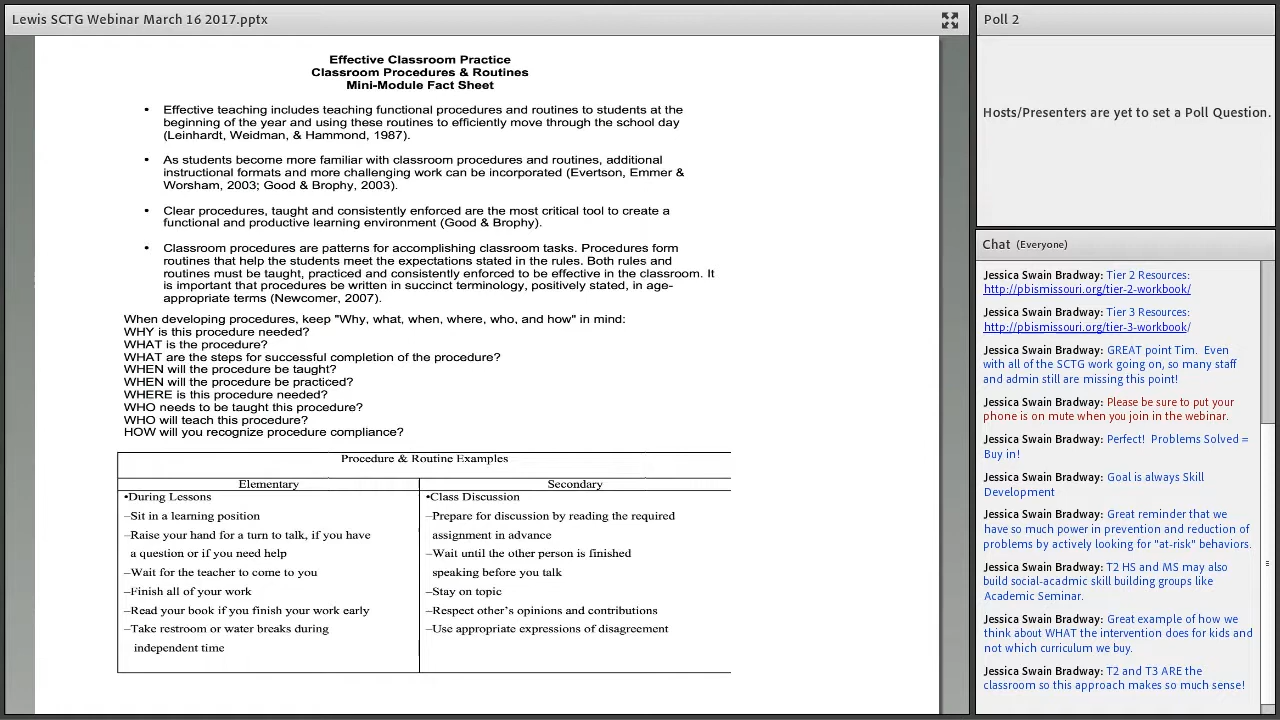 Lewis SCTG Webinar March 16 2017.pptx
Effective Classroom Practice
Classroom Procedures & Routines
Mini-Module Fact Sheet
• Effective teaching includes teaching functional procedures and routines to students at the
beginning of the year and using these routines to efficiently move through the school day
(Leinhardt, Weidman, & Hammond, 1987).
• As students become more familiar with classroom procedures and routines, additional
instructional formats and more challenging work can be incorporated (Evertson, Emmer &
Worsham, 2003; Good & Brophy, 2003).
• Clear procedures, taught and consistently enforced are the most critical tool to create a
functional and productive learning environment (Good & Brophy).
• Classroom procedures are patterns for accomplishing classroom tasks. Procedures form
routines that help the students meet the expectations stated in the rules. Both rules and
routines must be taught, practiced and consistently enforced to be effective in the classroom. It
is important that procedures be written in succinct terminology, positively stated, in age-
appropriate terms (Newcomer, 2007).
When developing procedures, keep "Why, what, when, where, who, and how" in mind:
WHY is this procedure needed?
WHAT is the procedure?
WHAT are the steps for successful completion of the procedure?
WHEN will the procedure be taught?
WHEN will the procedure be practiced?
WHERE is this procedure needed?
WHO needs to be taught this procedure?
WHO will teach this procedure?
HOW will you recognize procedure compliance?
Procedure & Routine Examples
Elementary
•During Lessons
–Sit in a learning position
–Raise your hand for a turn to talk, if you have
a question or if you need help
–Wait for the teacher to come to you
–Finish all of your work
–Read your book if you finish your work early
–Take restroom or water breaks during
independent time
Secondary
•Class Discussion
–Prepare for discussion by reading the required
assignment in advance
–Wait until the other person is finished
speaking before you talk
–Stay on topic
–Respect other's opinions and contributions
–Use appropriate expressions of disagreement
Poll 2
Hosts/Presenters are yet to set a Poll Question.
Chat (Everyone)
Jessica Swain Bradway: Tier 2 Resources:
http://pbismissouri.org/tier-2-workbook/
Jessica Swain Bradway: Tier 3 Resources:
http://pbismissouri.org/tier-3-workbook/
Jessica Swain Bradway: GREAT point Tim. Even
with all of the SCTG work going on, so many staff
and admin still are missing this point!
Jessica Swain Bradway: Please be sure to put your
phone is on mute when you join in the webinar.
Jessica Swain Bradway: Perfect! Problems Solved =
Buy in!
Jessica Swain Bradway: Goal is always Skill
Development
Jessica Swain Bradway: Great reminder that we
have so much power in prevention and reduction of
problems by actively looking for "at-risk" behaviors.
Jessica Swain Bradway: T2 HS and MS may also
build social-acadmic skill building groups like
Academic Seminar.
Jessica Swain Bradway: Great example of how we
think about WHAT the intervention does for kids and
not which curriculum we buy.
Jessica Swain Bradway: T2 and T3 ARE the
classroom so this approach makes so much sense!